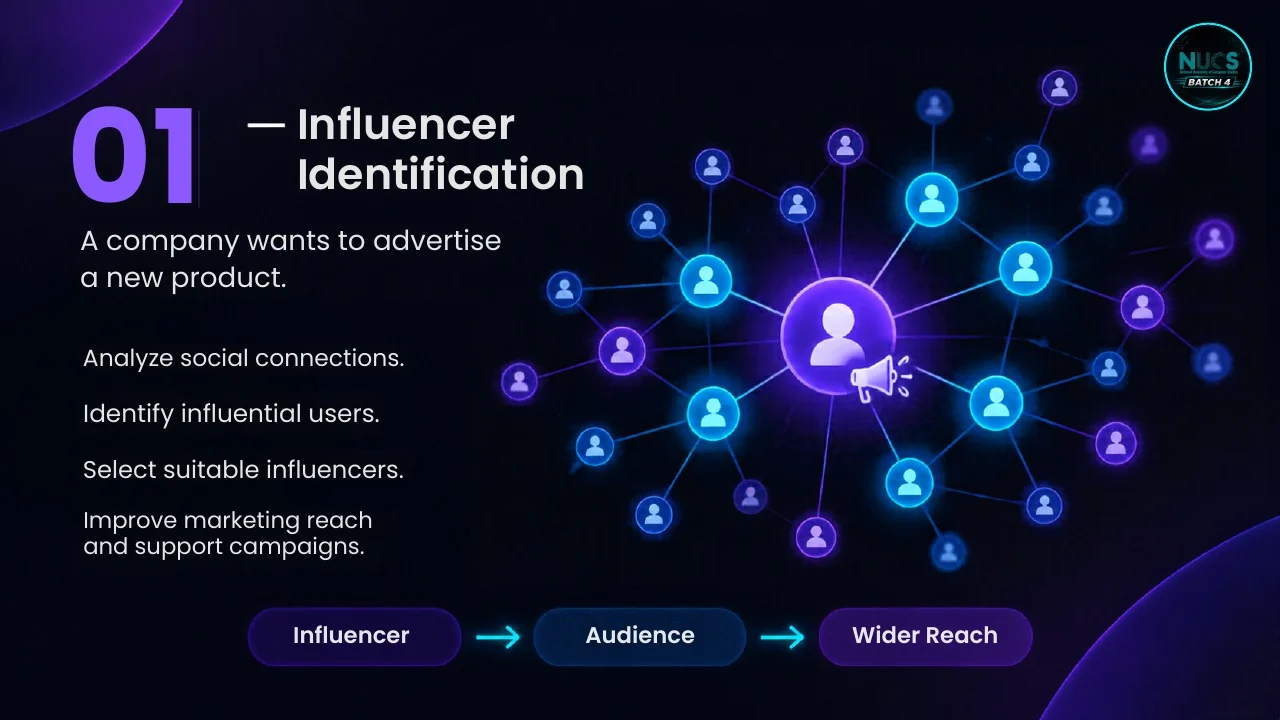 NUCS
BATCH 4
01
— Influencer
Identification
A company wants to advertise
a new product.
Analyze social connections.
Identify influential users.
Select suitable influencers.
Improve marketing reach
and support campaigns.
Influencer → Audience → Wider Reach